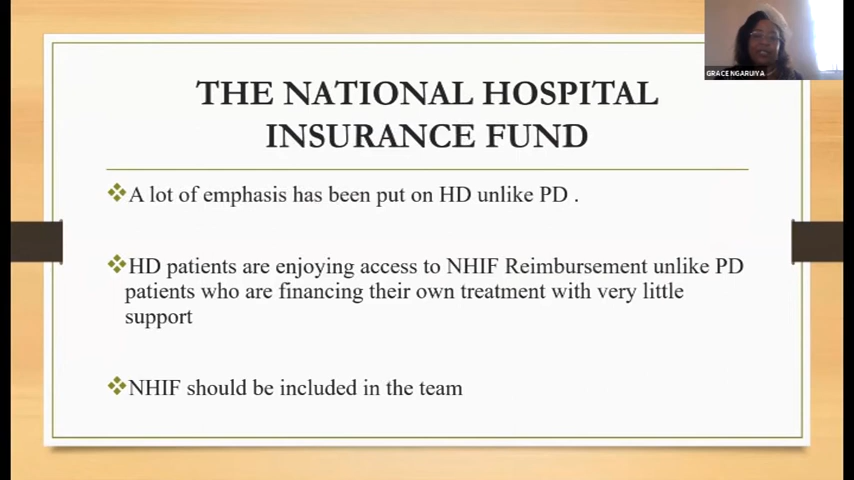 GRACE NGARUIYA
THE NATIONAL HOSPITAL
INSURANCE FUND
A lot of emphasis has been put on HD unlike PD .
HD patients are enjoying access to NHIF Reimbursement unlike PD
patients who are financing their own treatment with very little
support
NHIF should be included in the team